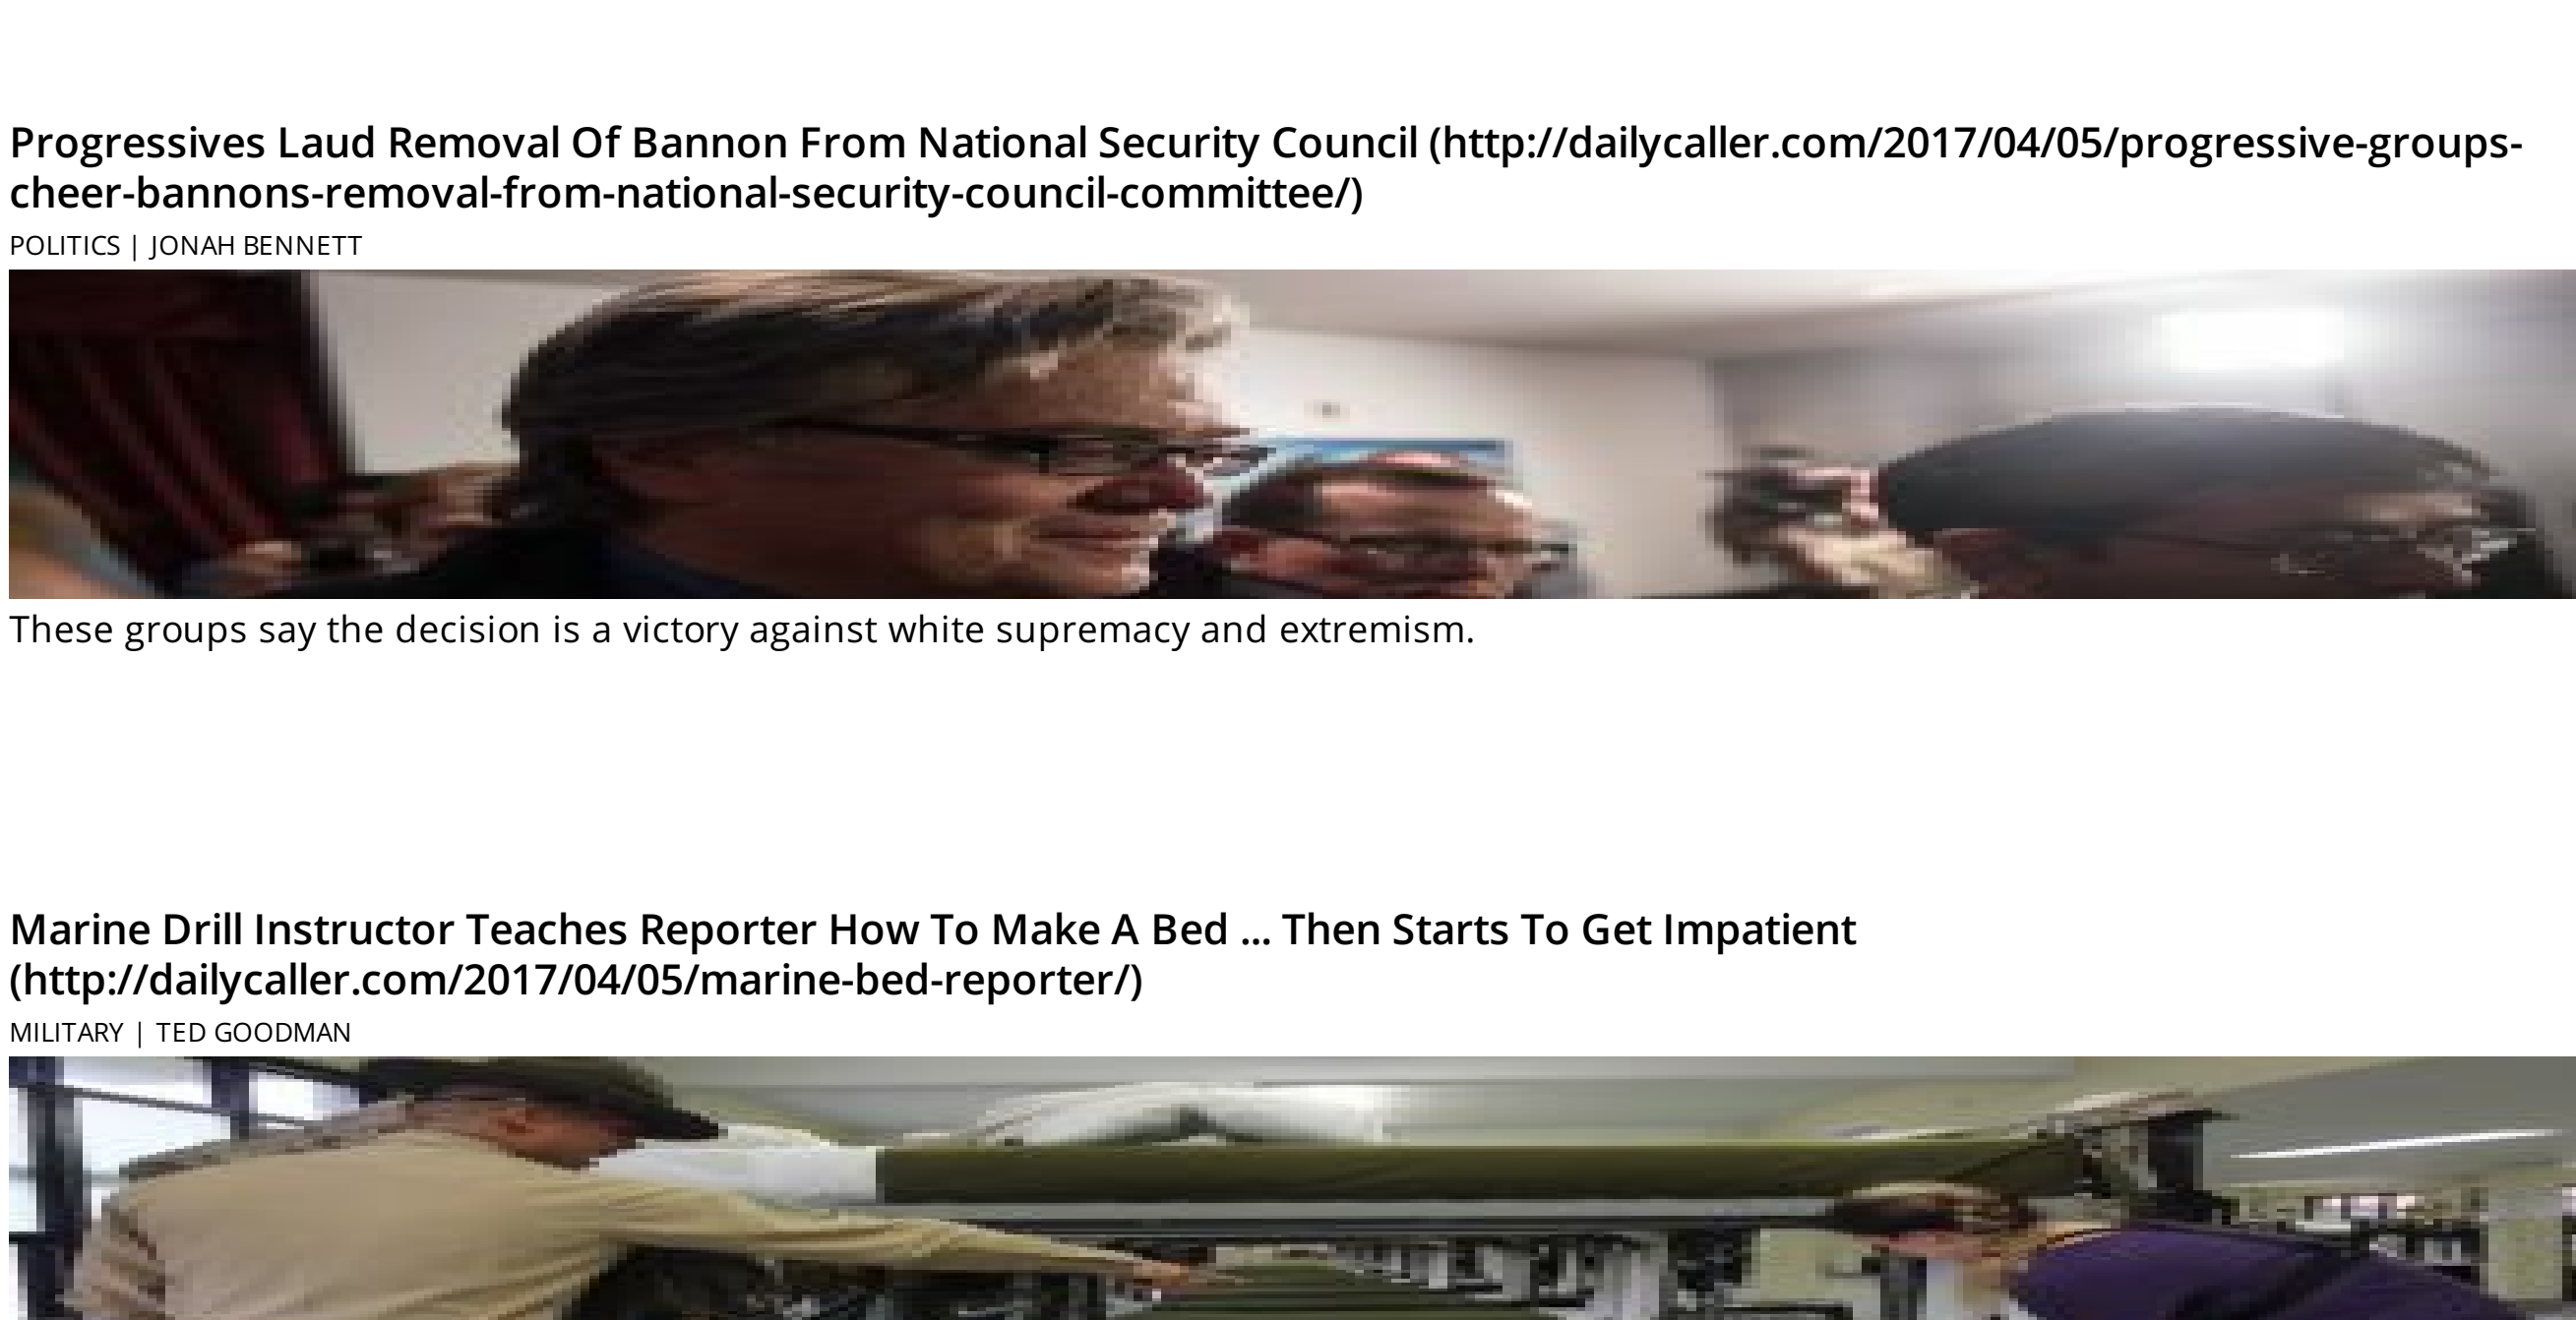 Progressives Laud Removal Of Bannon From National Security Council (http://dailycaller.com/2017/04/05/progressive-groups-
cheer-bannons-removal-from-national-security-council-committee/)
POLITICS | JONAH BENNETT
These groups say the decision is a victory against white supremacy and extremism.
Marine Drill Instructor Teaches Reporter How To Make A Bed ... Then Starts To Get Impatient
(http://dailycaller.com/2017/04/05/marine-bed-reporter/)
MILITARY | TED GOODMAN